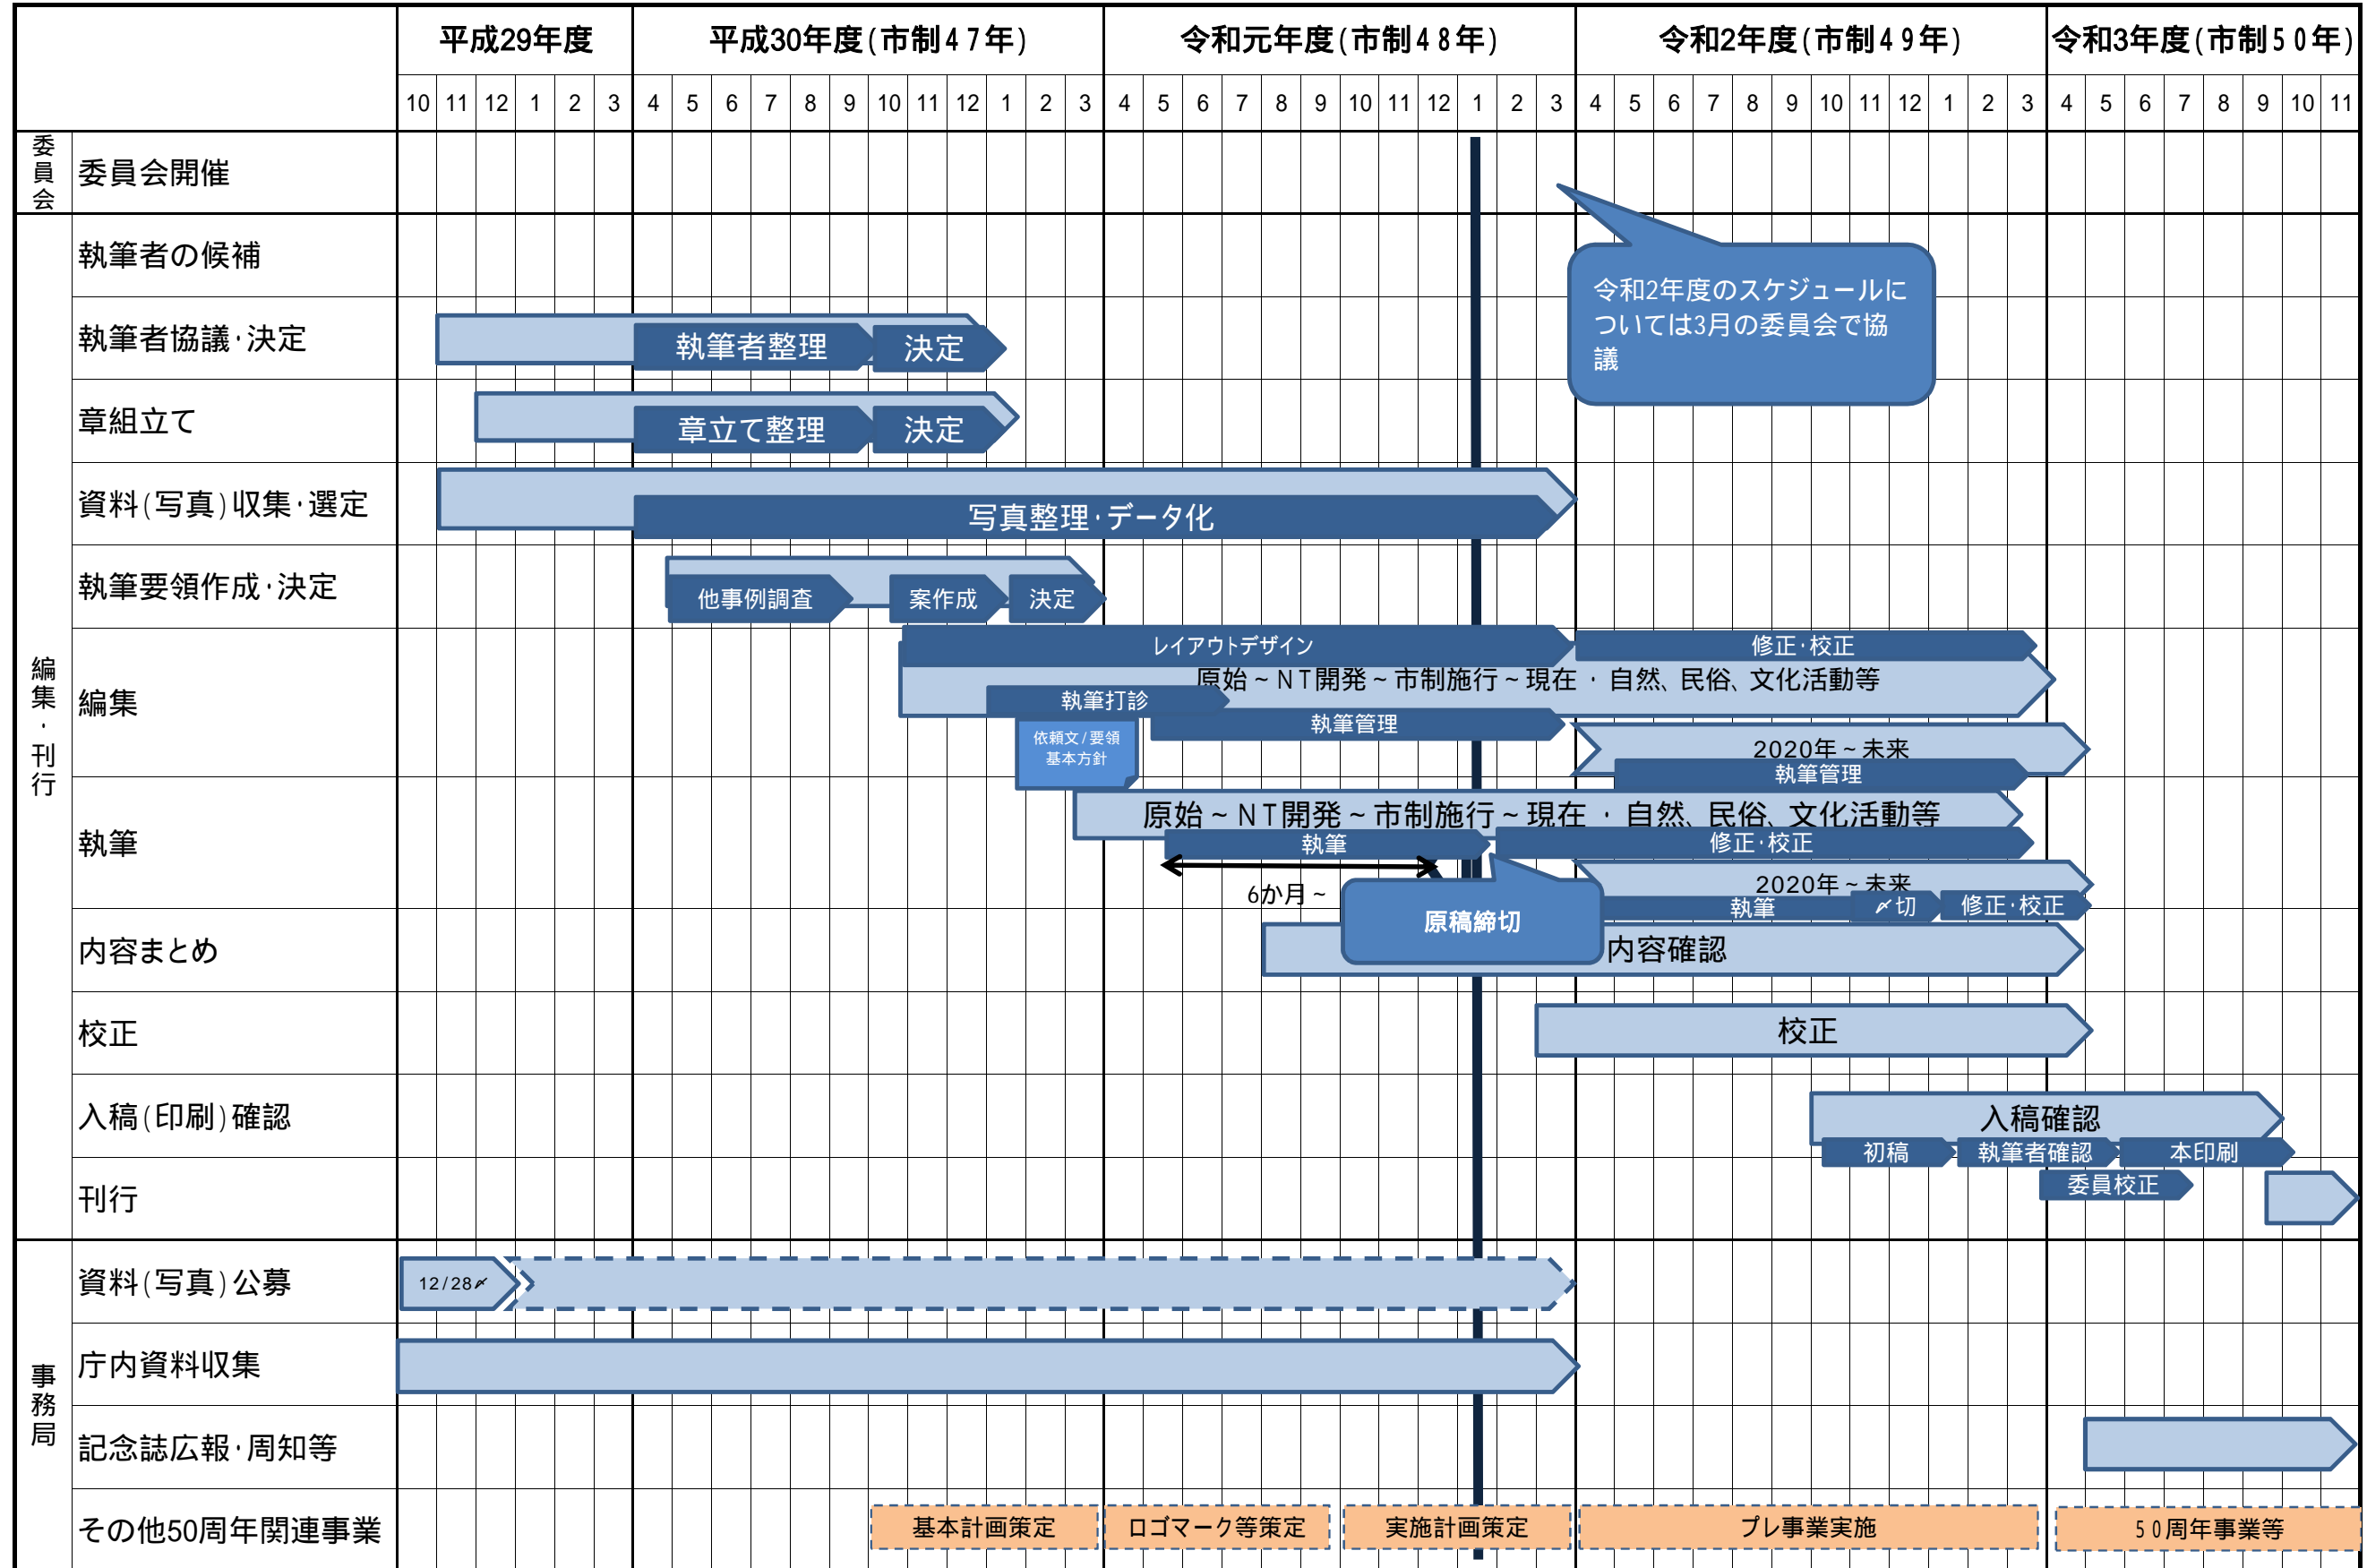 平成29年度 平成30年度(市制47年) 令和元年度(市制48年) 令和2年度(市制49年) 令和3年度(市制50年)
10 11 12 1 2 3 4 5 6 7 8 9 10 11 12 1 2 3 4 5 6 7 8 9 10 11 12 1 2 3 4 5 6 7 8 9 10 11 12 1 2 3 4 5 6 7 8 9 10 11
委員会
委員会開催
令和2年度のスケジュールに
ついては3月の委員会で協
議
編集・刊行
執筆者の候補
執筆者協議・決定
執筆者整理 決定
章組立て
章立て整理 決定
資料(写真)収集・選定
写真整理・データ化
執筆要領作成・決定
他事例調査 案作成 決定
編集
レイアウトデザイン 修正・校正
原始~NT開発~市制施行~現在 ・ 自然、民俗、文化活動等
執筆打診
執筆管理
依頼文/要領
基本方針
2020年~未来
執筆管理
執筆
原始~NT開発~市制施行~現在 ・ 自然、民俗、文化活動等
執筆 修正・校正
6か月~
2020年~未来
執筆 〆切 修正・校正
原稿締切
内容まとめ
内容確認
校正
校正
入稿(印刷)確認
入稿確認
初稿 執筆者確認 本印刷
刊行
委員校正
事務局
資料(写真)公募
12/28〆
庁内資料収集
記念誌広報・周知等
その他50周年関連事業
基本計画策定 ロゴマーク等策定 実施計画策定 プレ事業実施 50周年事業等